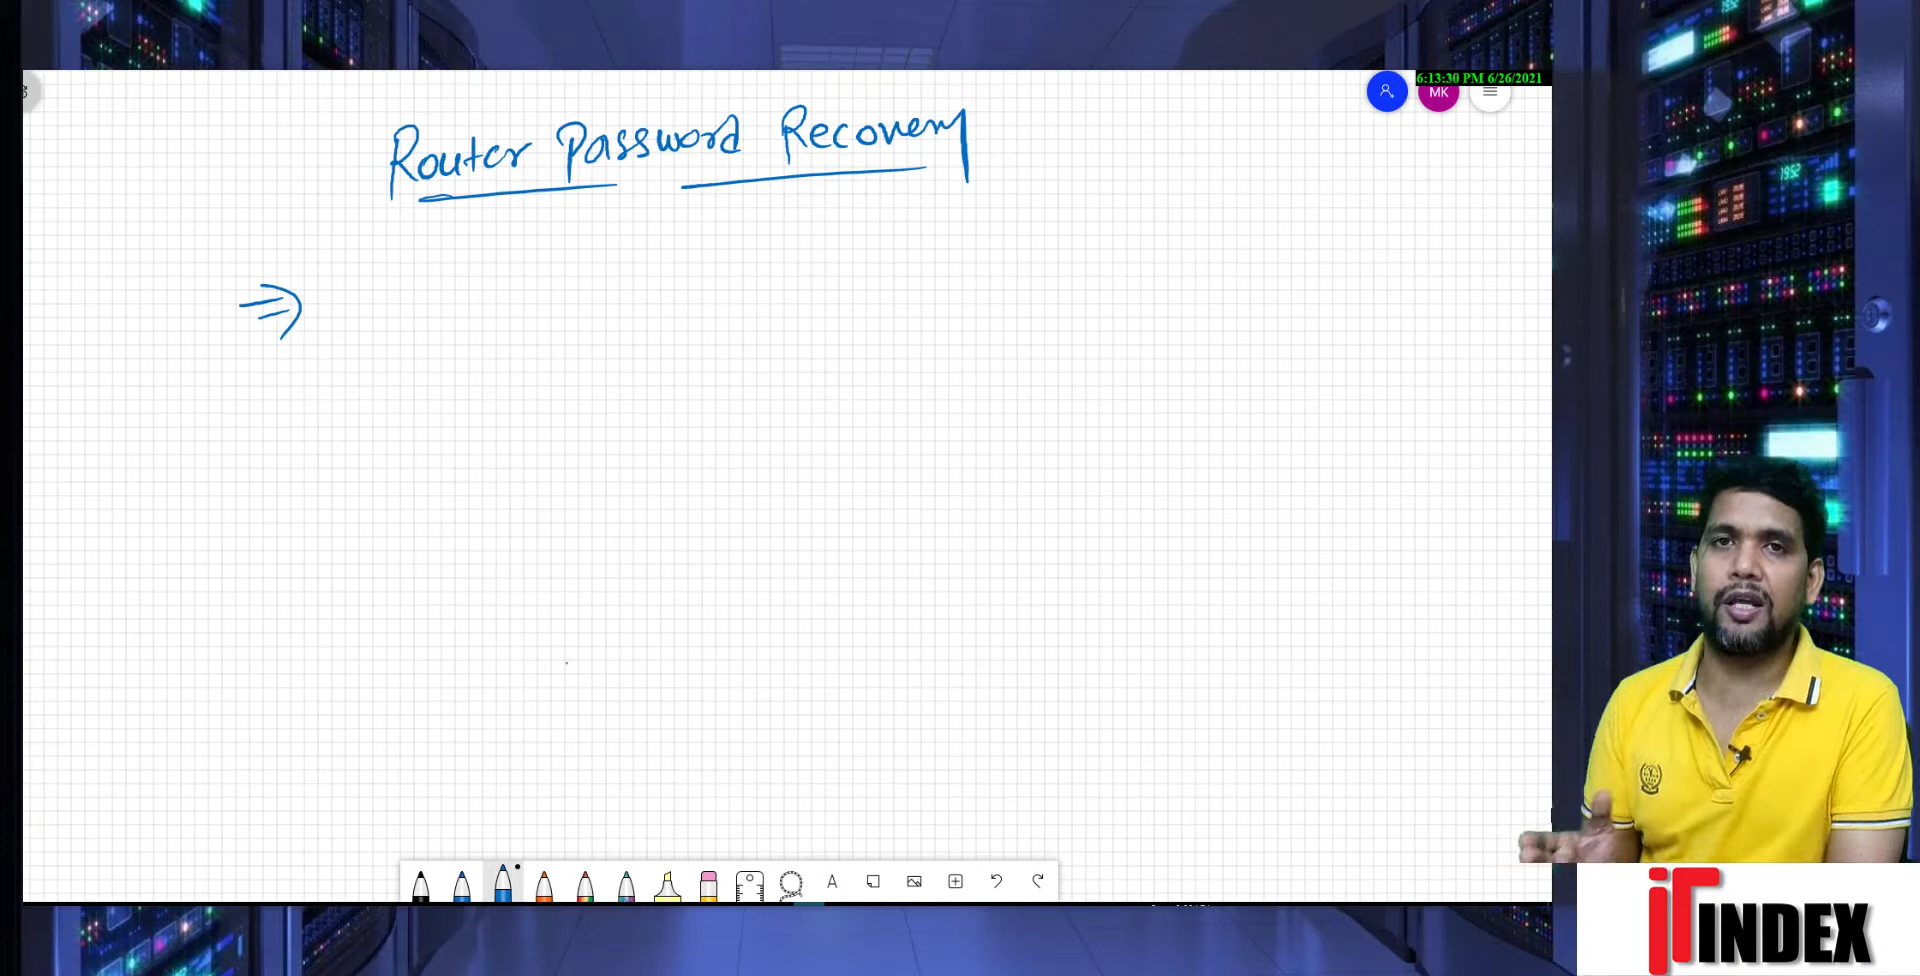 6:13:30 PM 6/26/2021
MK
Router Password Recovery
A
iT INDEX